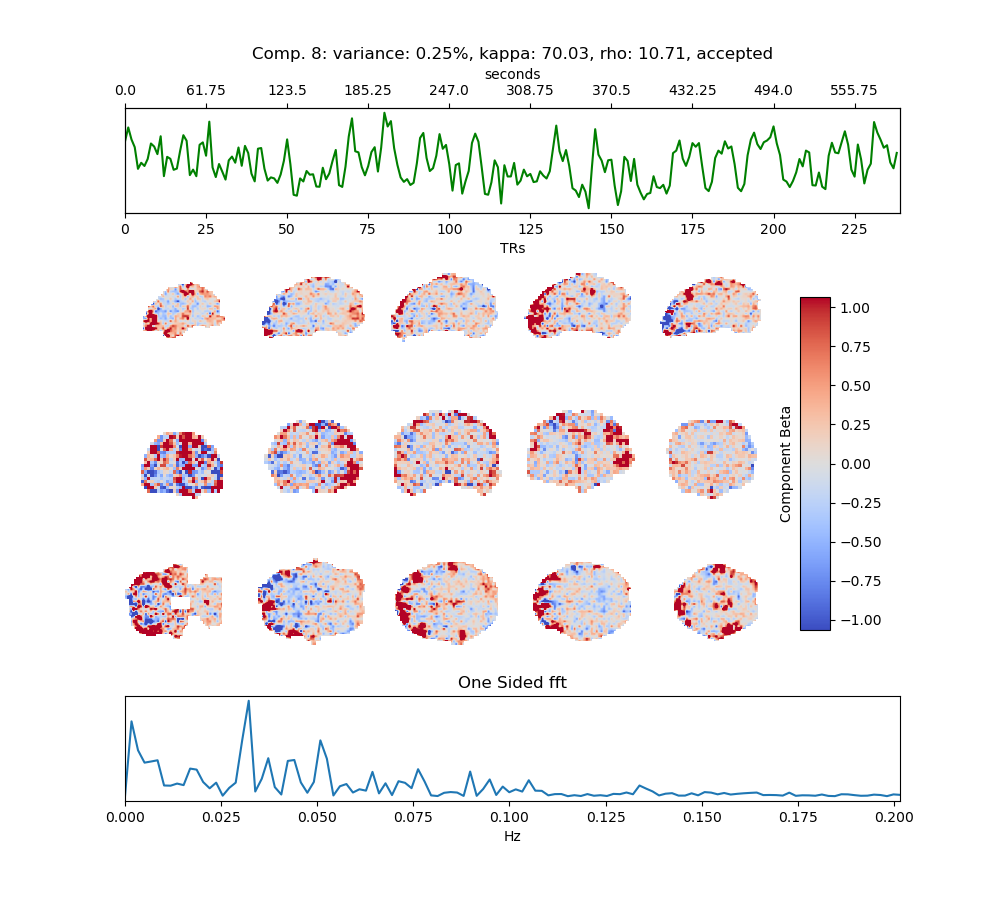 Comp. 8: variance: 0.25%, kappa: 70.03, rho: 10.71, accepted
seconds
0.0 61.75 123.5 185.25 247.0 308.75 370.5 432.25 494.0 555.75
0 25 50 75 100 125 150 175 200 225
TRs
1.00
0.75
0.50
0.25
0.00
−0.25
−0.50
−0.75
−1.00
Component Beta
One Sided fft
0.000 0.025 0.050 0.075 0.100 0.125 0.150 0.175 0.200
Hz